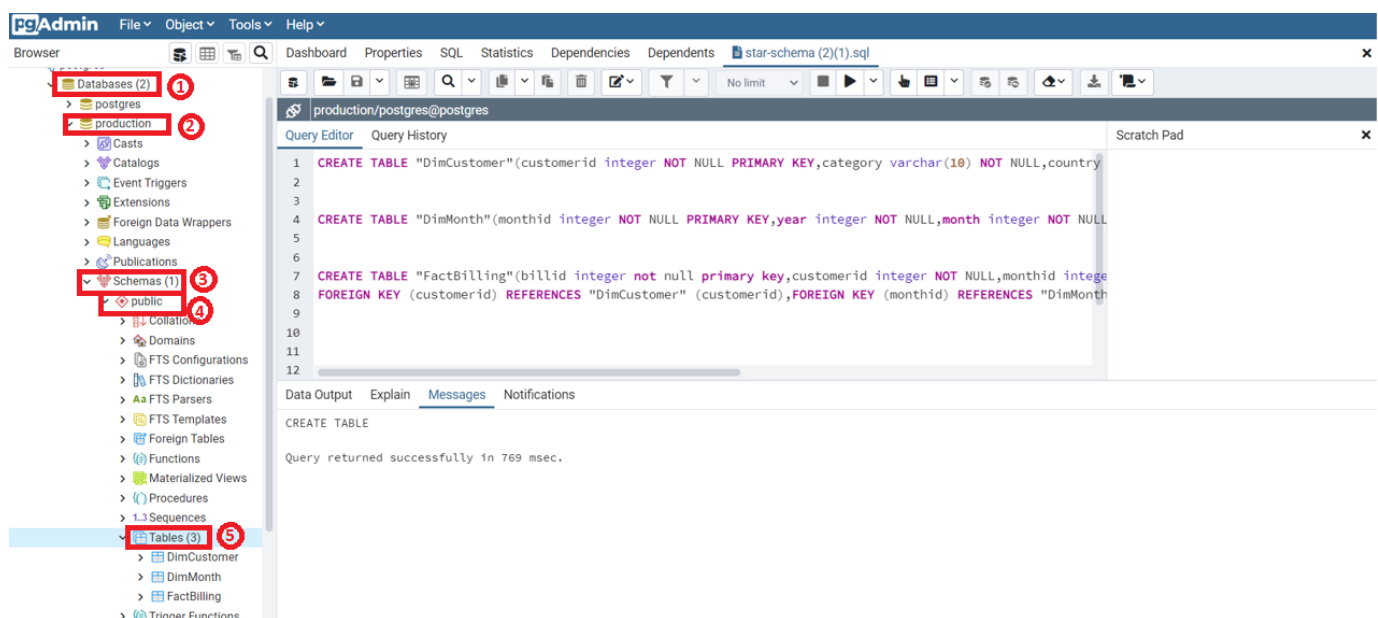 pgAdmin File Object Tools Help
Browser Dashboard Properties SQL Statistics Dependencies Dependents star-schema (2)(1).sql
Databases (2) 1
No limit
postgres
production/postgres@postgres
production 2
Query Editor Query History Scratch Pad
Casts
Catalogs
Event Triggers
Extensions
Foreign Data Wrappers
Languages
Publications
Schemas (1) 3
public 4
Collations
Domains
FTS Configurations
FTS Dictionaries
Aa FTS Parsers
FTS Templates
Foreign Tables
Functions
Materialized Views
Procedures
1..3 Sequences
Tables (3) 5
DimCustomer
DimMonth
FactBilling
Trigger Functions
1 CREATE TABLE "DimCustomer"(customerid integer NOT NULL PRIMARY KEY,category varchar(10) NOT NULL,country
2
3
4 CREATE TABLE "DimMonth"(monthid integer NOT NULL PRIMARY KEY,year integer NOT NULL,month integer NOT NULL
5
6
7 CREATE TABLE "FactBilling"(billid integer not null primary key,customerid integer NOT NULL,monthid intege
8 FOREIGN KEY (customerid) REFERENCES "DimCustomer" (customerid),FOREIGN KEY (monthid) REFERENCES "DimMonth
9
10
11
12
Data Output Explain Messages Notifications
CREATE TABLE
Query returned successfully in 769 msec.